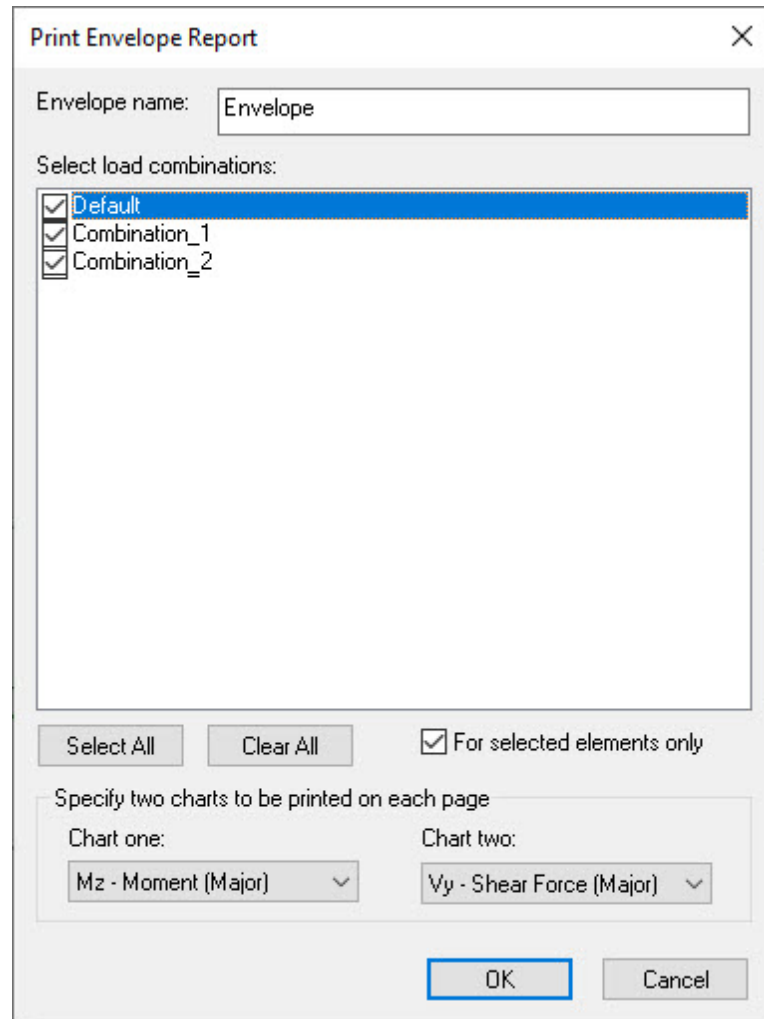 Print Envelope Report
Envelope name: Envelope
Select load combinations:
Default
Combination_1
Combination_2
Select All Clear All For selected elements only
Specify two charts to be printed on each page
Chart one: Chart two:
Mz - Moment (Major) Vy - Shear Force (Major)
OK Cancel